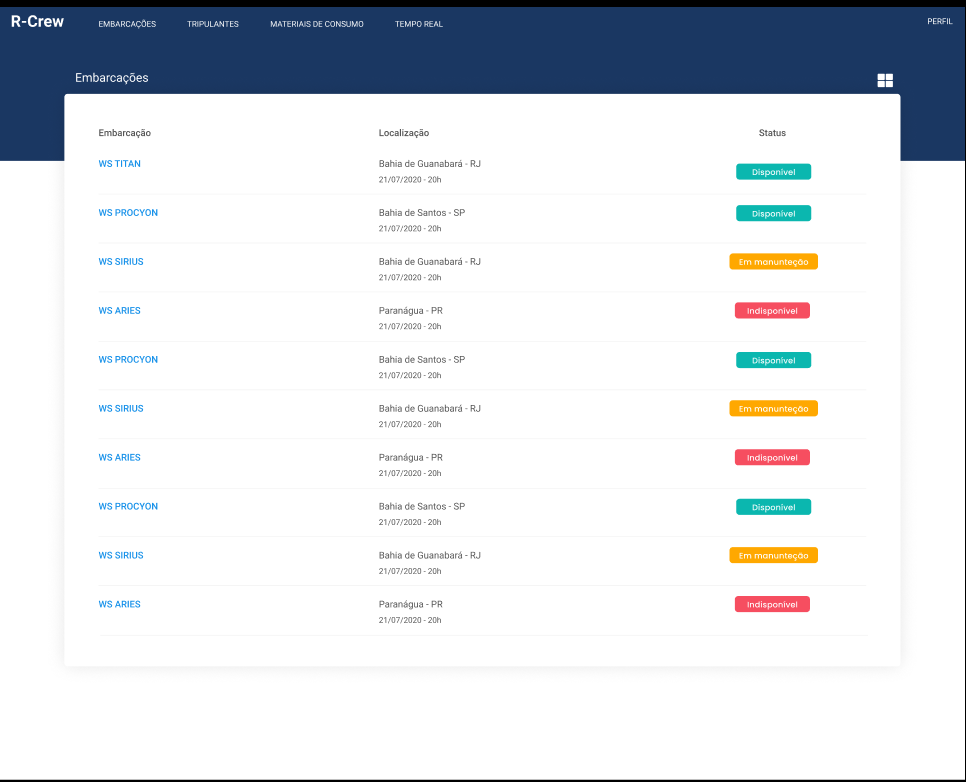 R-Crew EMBARCAÇÕES TRIPULANTES MATERIAIS DE CONSUMO TEMPO REAL PERFIL
Embarcações
Embarcação Localização Status
WS TITAN Bahia de Guanabará - RJ Disponível
21/07/2020 - 20h
WS PROCYON Bahia de Santos - SP Disponível
21/07/2020 - 20h
WS SIRIUS Bahia de Guanabará - RJ Em manunteção
21/07/2020 - 20h
WS ARIES Paranágua - PR Indisponível
21/07/2020 - 20h
WS PROCYON Bahia de Santos - SP Disponível
21/07/2020 - 20h
WS SIRIUS Bahia de Guanabará - RJ Em manunteção
21/07/2020 - 20h
WS ARIES Paranágua - PR Indisponível
21/07/2020 - 20h
WS PROCYON Bahia de Santos - SP Disponível
21/07/2020 - 20h
WS SIRIUS Bahia de Guanabará - RJ Em manunteção
21/07/2020 - 20h
WS ARIES Paranágua - PR Indisponível
21/07/2020 - 20h